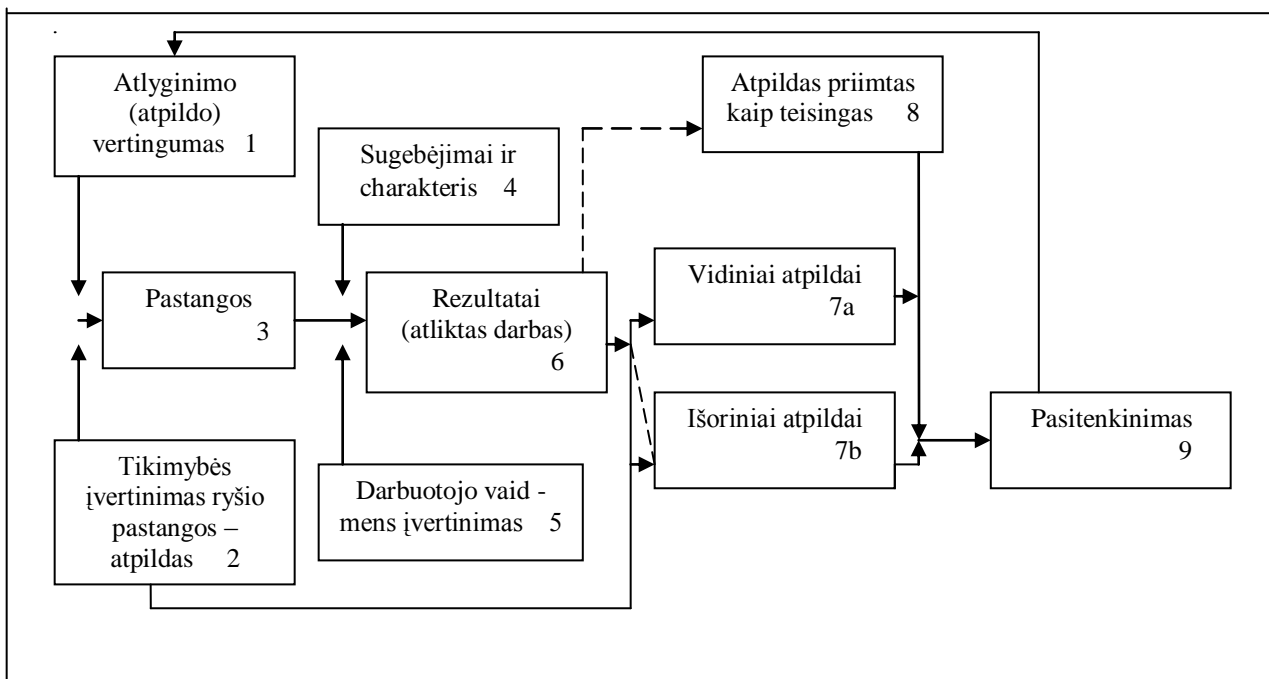 Atlyginimo
(atpildo)
vertingumas 1
Atpildas priimtas
kaip teisingas 8
Sugebėjimai ir
charakteris 4
Pastangos
3
Rezultatai
(atliktas darbas)
6
Vidiniai atpildai
7a
Išoriniai atpildai
7b
Pasitenkinimas
9
Tikimybės
įvertinimas ryšio
pastangos –
atpildas 2
Darbuotojo vaid -
mens įvertinimas 5